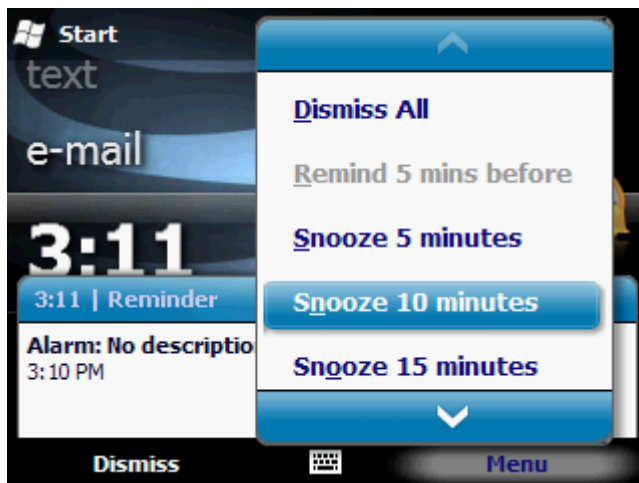 Start
text
e-mail
3:11
3:11 | Reminder
Alarm: No descriptio
3:10 PM
Dismiss All
Remind 5 mins before
Snooze 5 minutes
Snooze 10 minutes
Snooze 15 minutes
Dismiss
Menu